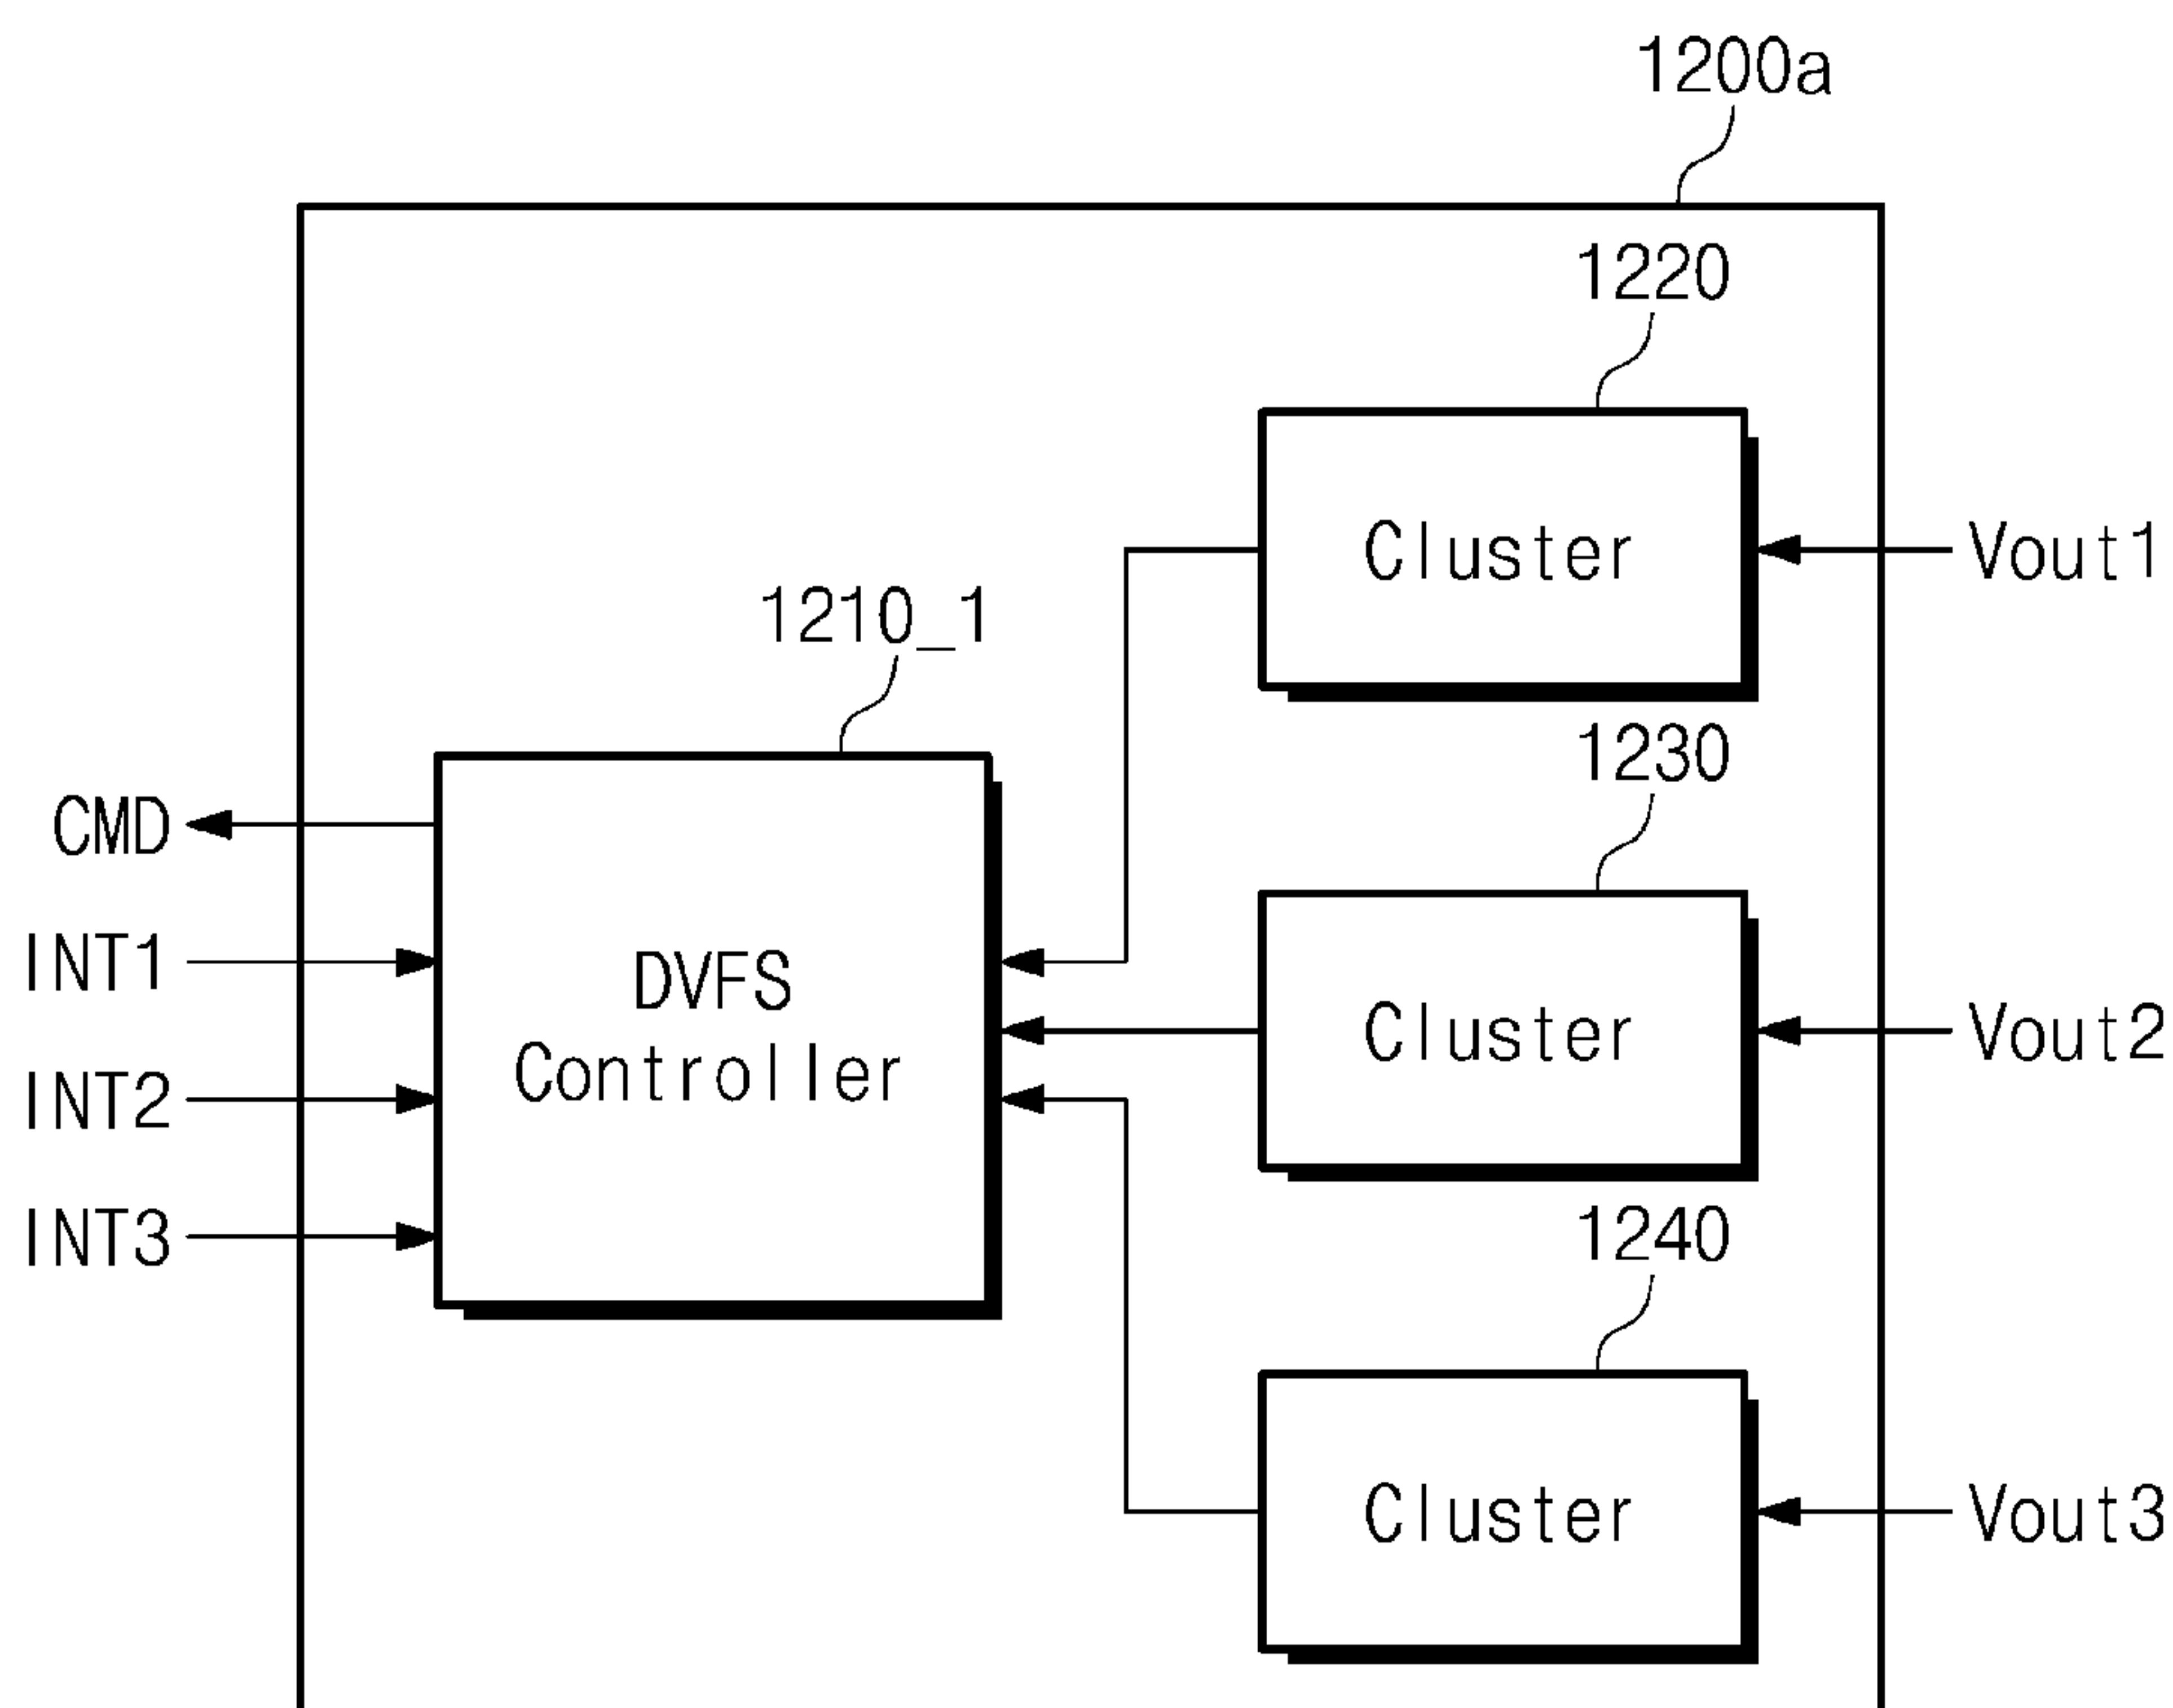 1200a
1220
Cluster
Vout1
1210_1
1230
CMD
INT1
DVFS
Controller
Cluster
Vout2
INT2
INT3
1240
Cluster
Vout3